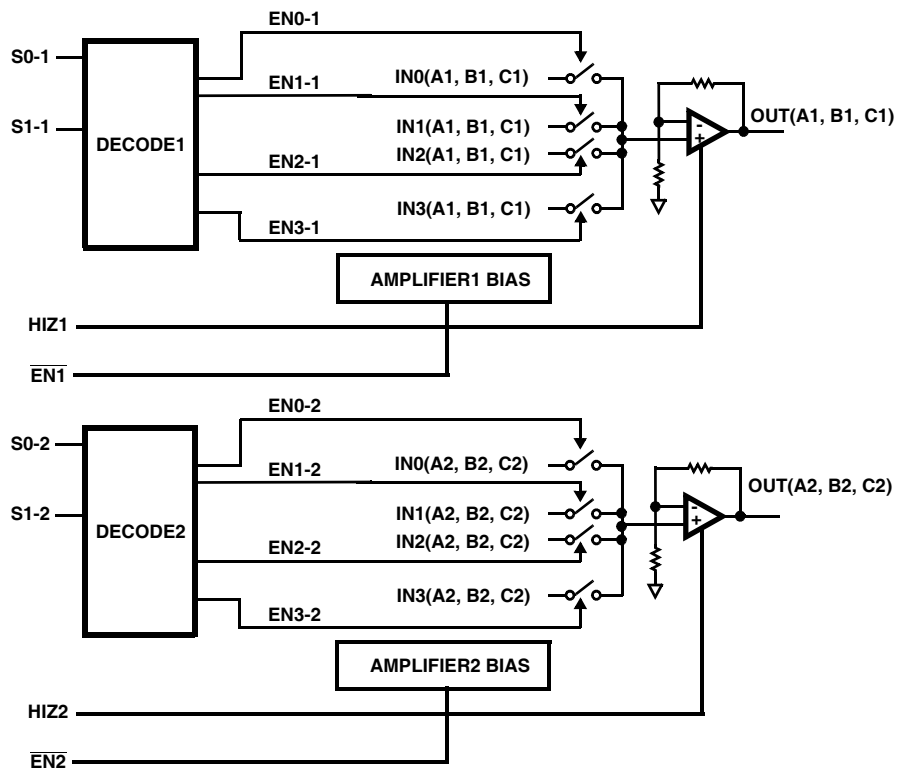 EN0-1
S0-1
EN1-1
IN0(A1, B1, C1)
OUT(A1, B1, C1)
S1-1
IN1(A1, B1, C1)
DECODE1
EN2-1
IN2(A1, B1, C1)
IN3(A1, B1, C1)
EN3-1
AMPLIFIER1 BIAS
HIZ1
EN1
EN0-2
S0-2
EN1-2
IN0(A2, B2, C2)
OUT(A2, B2, C2)
S1-2
IN1(A2, B2, C2)
DECODE2
EN2-2
IN2(A2, B2, C2)
IN3(A2, B2, C2)
EN3-2
AMPLIFIER2 BIAS
HIZ2
EN2